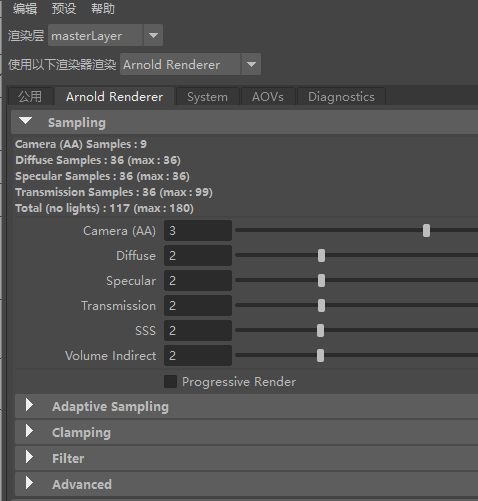 编辑 预设 帮助
渲染层 masterLayer
使用以下渲染器渲染 Arnold Renderer
公用 Arnold Renderer System AOVs Diagnostics
Sampling
Camera (AA) Samples : 9
Diffuse Samples : 36 (max : 36)
Specular Samples : 36 (max : 36)
Transmission Samples : 36 (max : 99)
Total (no lights) : 117 (max : 180)
Camera (AA) 3
Diffuse 2
Specular 2
Transmission 2
SSS 2
Volume Indirect 2
Progressive Render
Adaptive Sampling
Clamping
Filter
Advanced